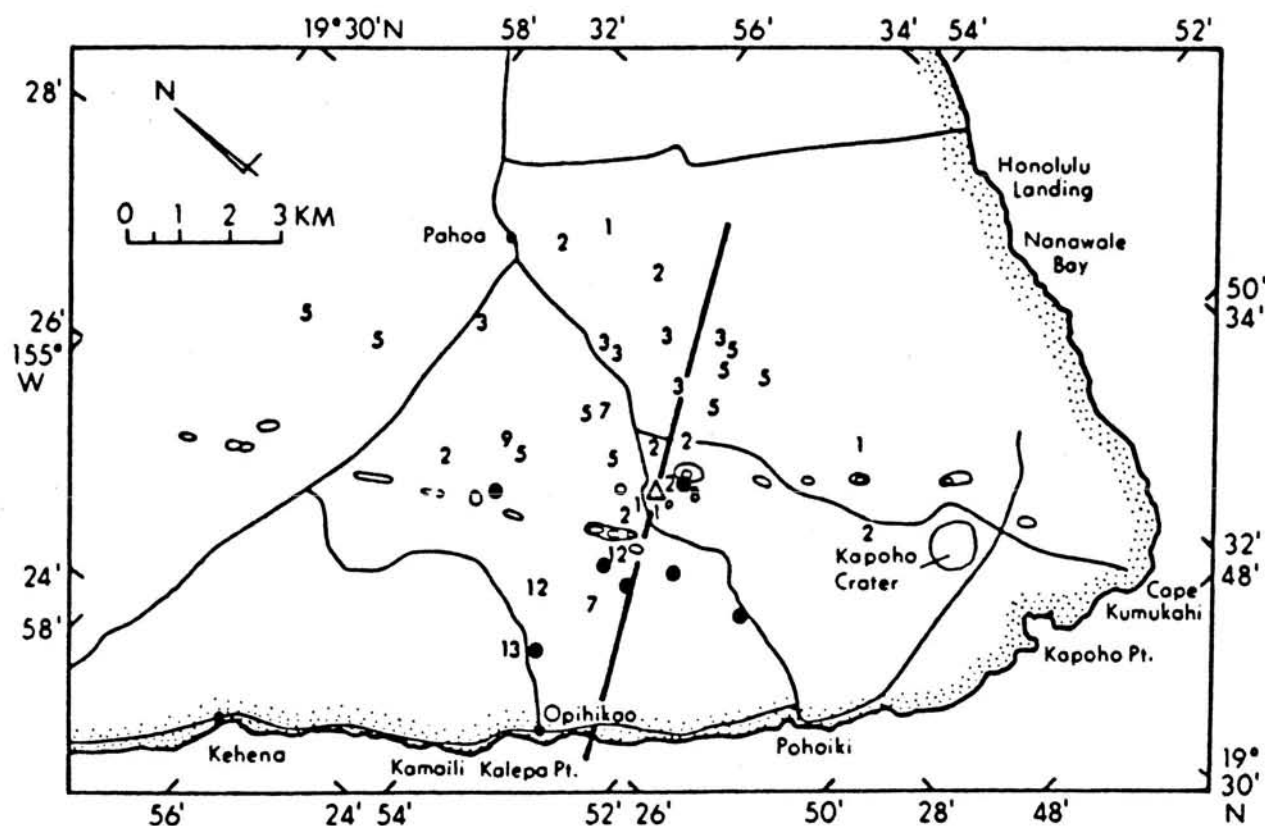 19° 30'N 58' 32' 56' 34' 54' 52'
28'
N
0 1 2 3 KM
Honolulu
Landing
Pahoa
1
2
2
Nanawale
Bay
50'
34'
5
26'
155°
W
5
3
3
3
3
3
5
5
5
3
5
5 7
9
5
2
5
2
2
1
2
1
1
2
2
Kapoho
Crater
32'
48'
12
24'
58'
12
7
Cape
Kumukahi
13
Kapoho Pt.
Opihikao
Pohoiki
Kehena
Kamaili
Kalepa Pt.
19°
30'
N
56' 24' 54' 52' 26' 50' 28' 48'